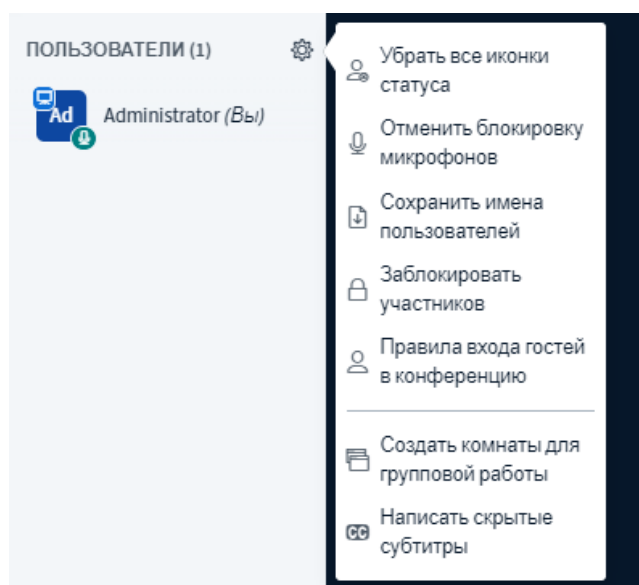 ПОЛЬЗОВАТЕЛИ (1)
Ad
Administrator (Вы)
Убрать все иконки
статуса
Отменить блокировку
микрофонов
Сохранить имена
пользователей
Заблокировать
участников
Правила входа гостей
в конференцию
Создать комнаты для
групповой работы
CC
Написать скрытые
субтитры